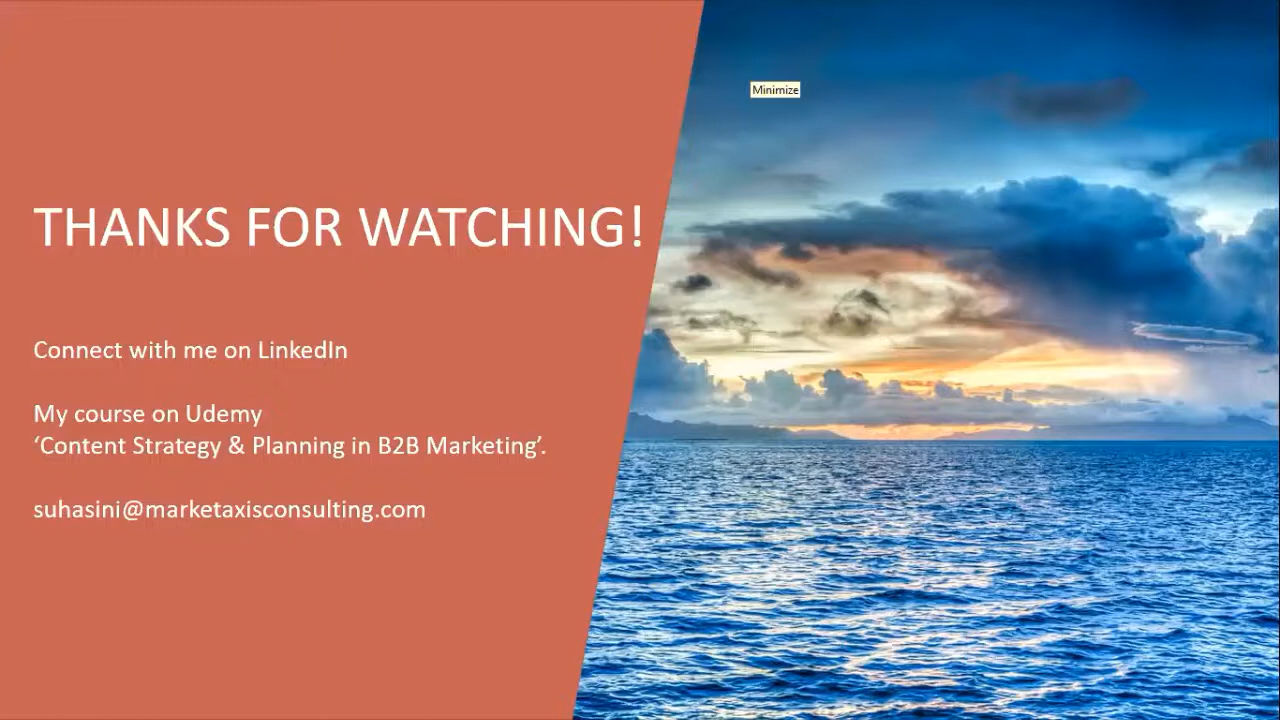 Minimize
THANKS FOR WATCHING!
Connect with me on LinkedIn
My course on Udemy
‘Content Strategy & Planning in B2B Marketing’.
suhasini@marketaxisconsulting.com